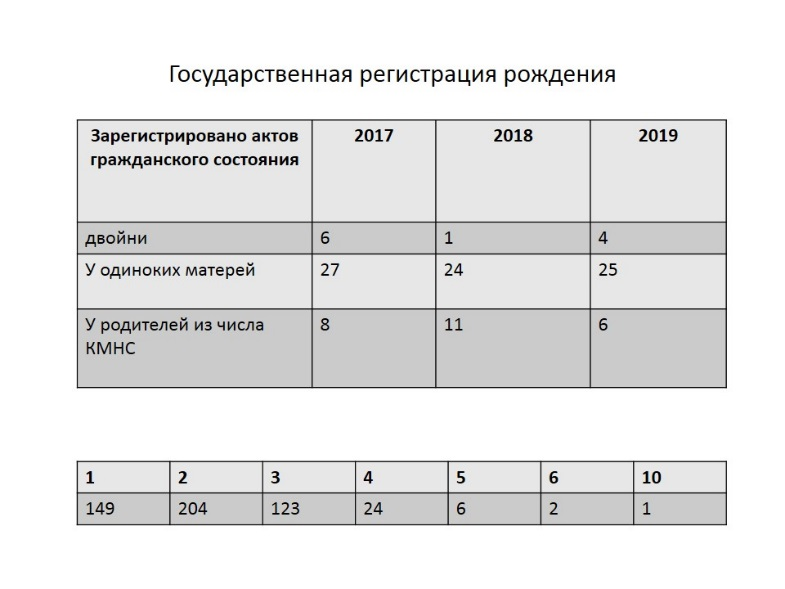 Государственная регистрация рождения
Зарегистрировано актов 2017 2018 2019
гражданского состояния
двойни 6 1 4
У одиноких матерей 27 24 25
У родителей из числа 8 11 6
КМНС
1 2 3 4 5 6 10
149 204 123 24 6 2 1